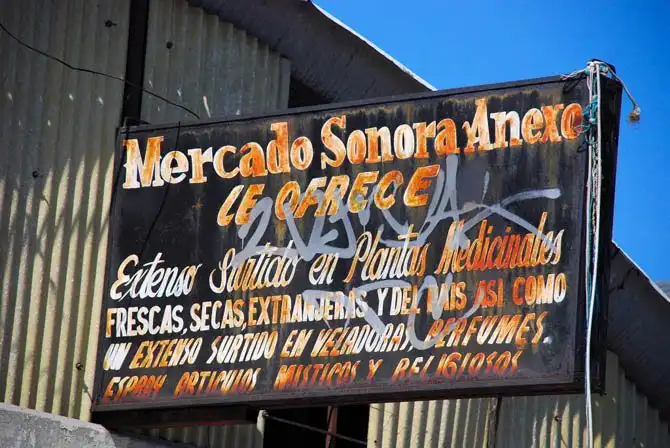 Mercado Sonora y Anexo
LE OFRECE
Extenso Surtido en Plantas Medicinales
FRESCAS, SECAS, EXTRANJERAS Y DEL PAIS ASI COMO
UN EXTENSO SURTIDO EN VELADORAS, PERFUMES.
ESPRAY ARTICULOS MISTICOS Y RELIGIOSOS